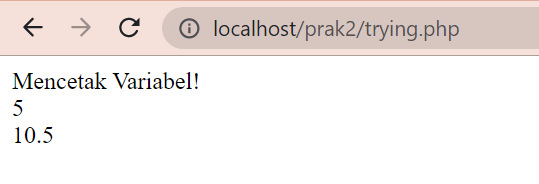 localhost/prak2/trying.php
Mencetak Variabel!
5
10.5